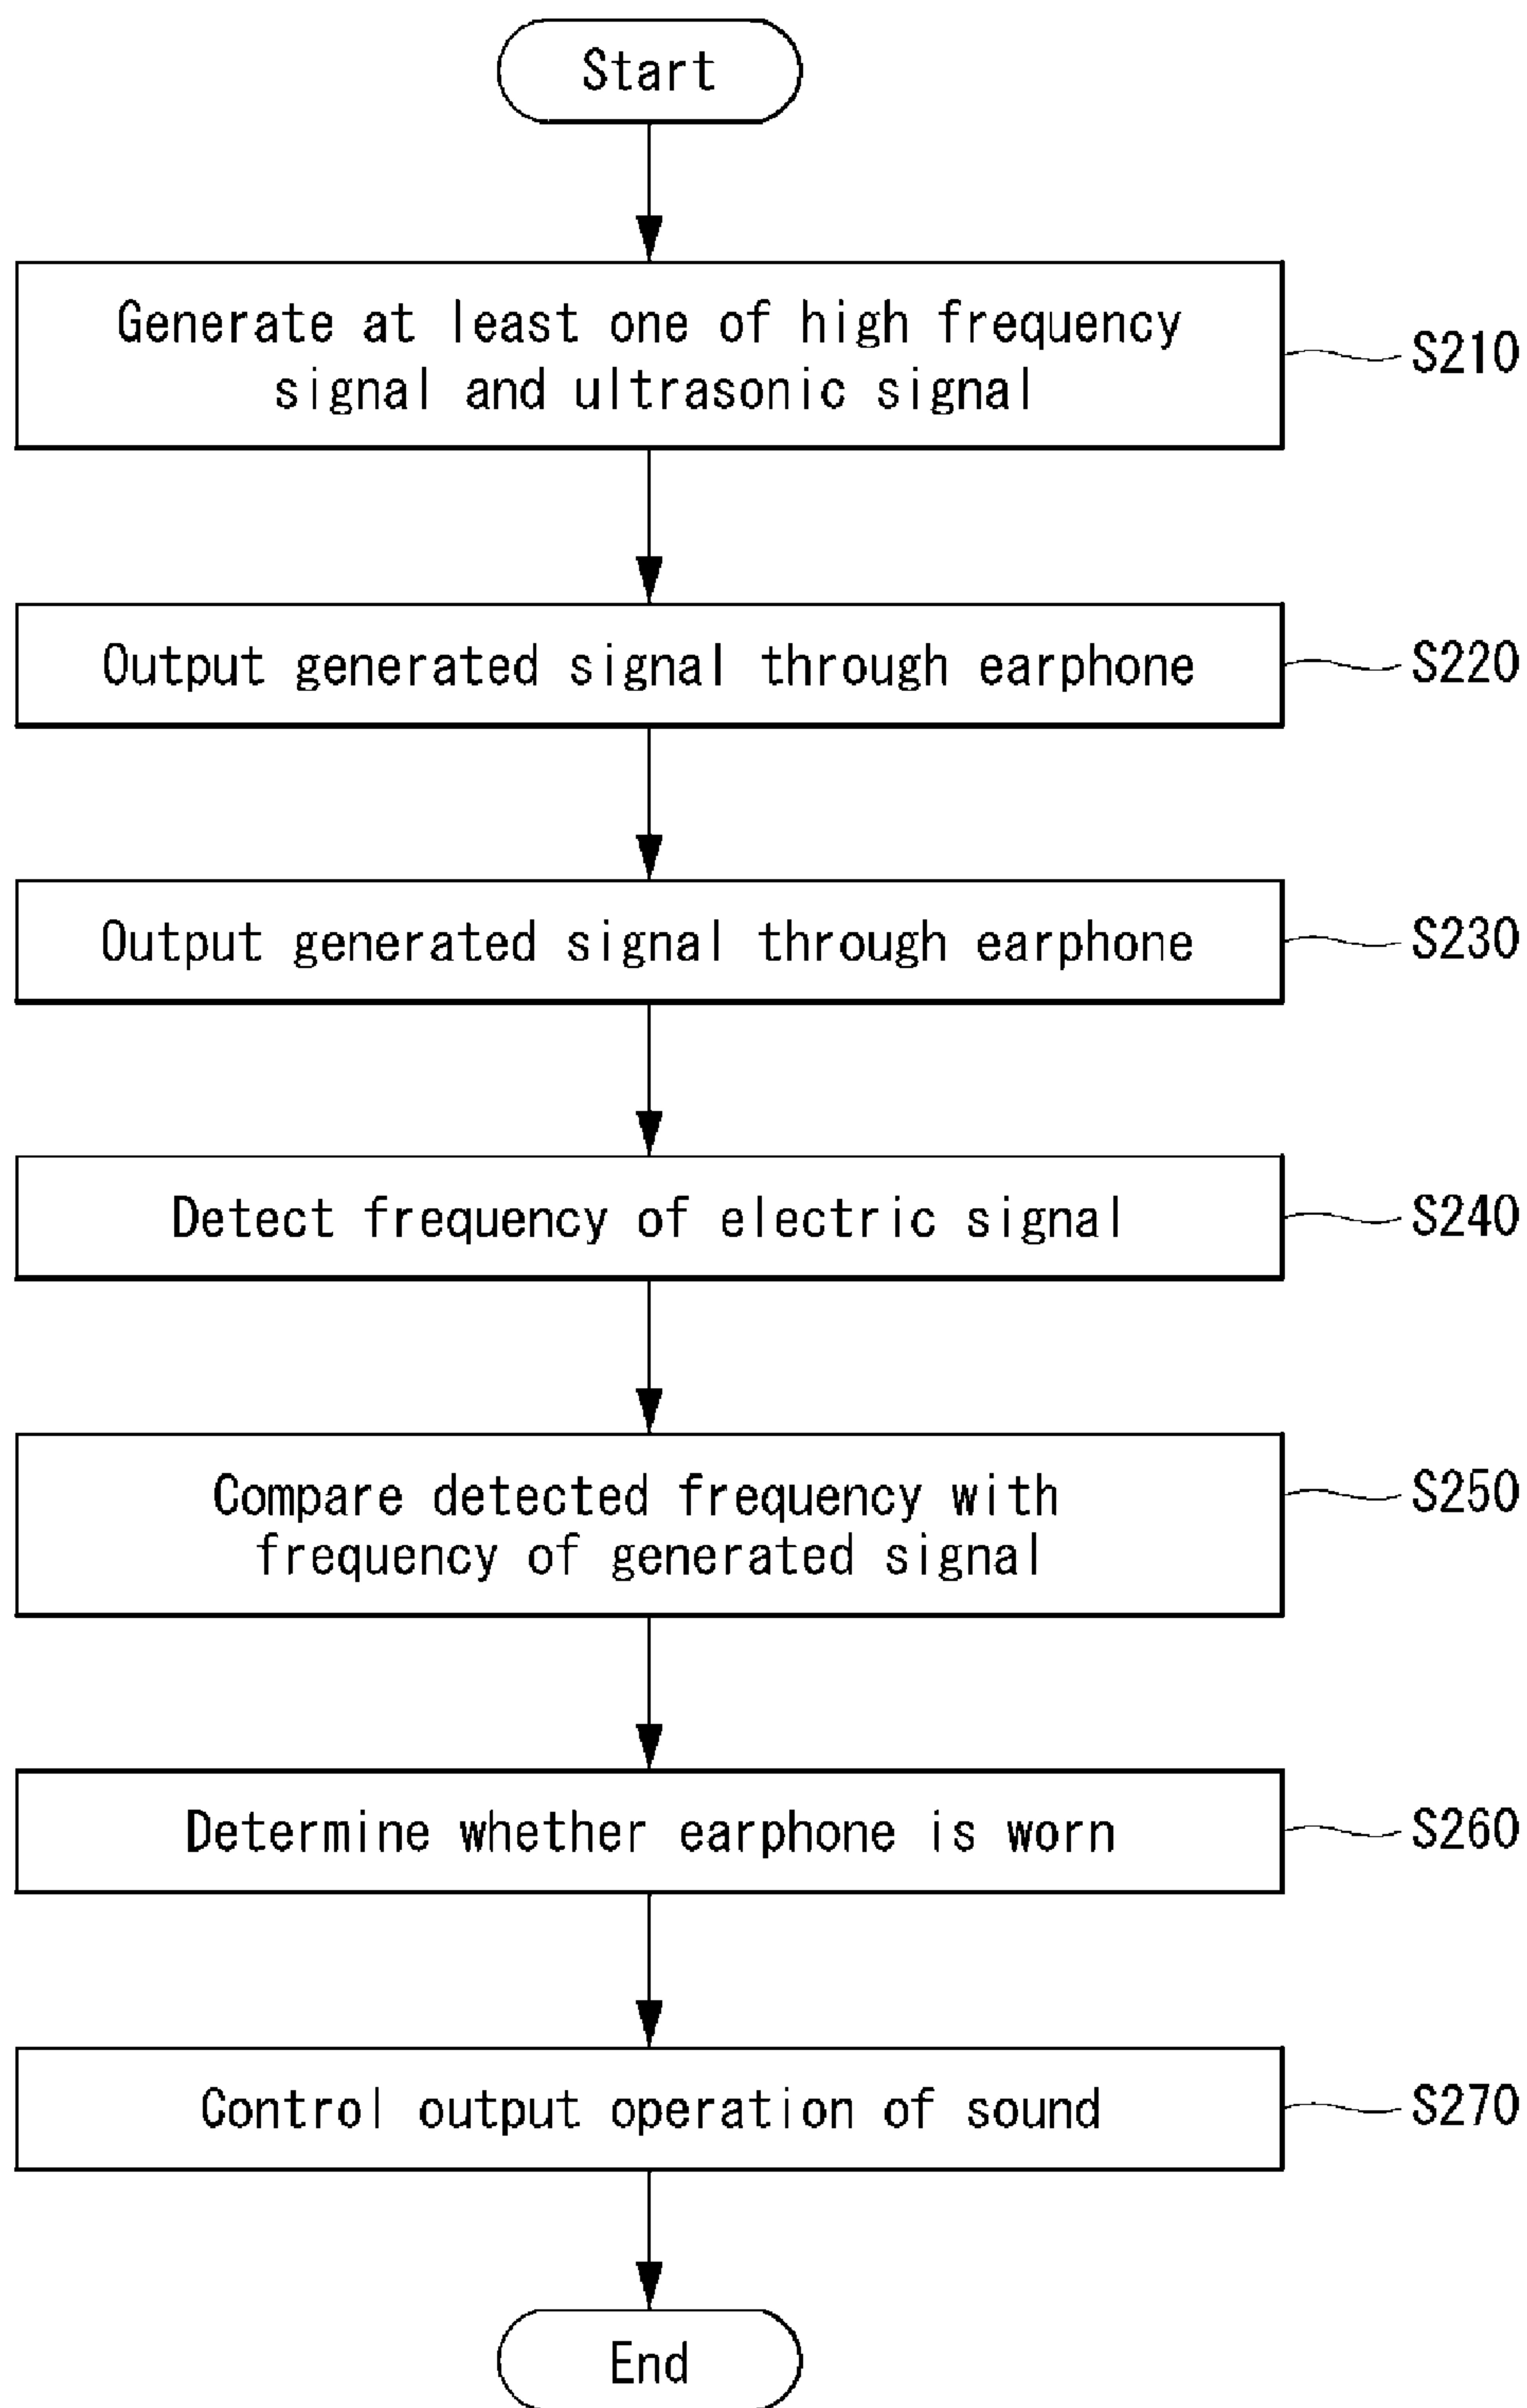 Start
Generate at least one of high frequency
signal and ultrasonic signal
S210
Output generated signal through earphone
S220
Output generated signal through earphone
S230
Detect frequency of electric signal
S240
Compare detected frequency with
frequency of generated signal
S250
Determine whether earphone is worn
S260
Control output operation of sound
S270
End